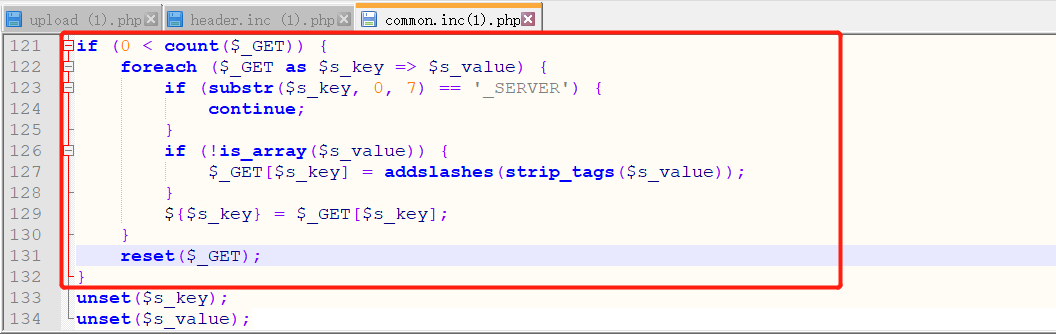 upload (1).php header.inc (1).php common.inc(1).php
121 if (0 < count($_GET)) {
122 foreach ($_GET as $s_key => $s_value) {
123 if (substr($s_key, 0, 7) == '_SERVER') {
124 continue;
125 }
126 if (!is_array($s_value)) {
127 $_GET[$s_key] = addslashes(strip_tags($s_value));
128 }
129 ${$s_key} = $_GET[$s_key];
130 }
131 reset($_GET);
132 }
133 unset($s_key);
134 unset($s_value);